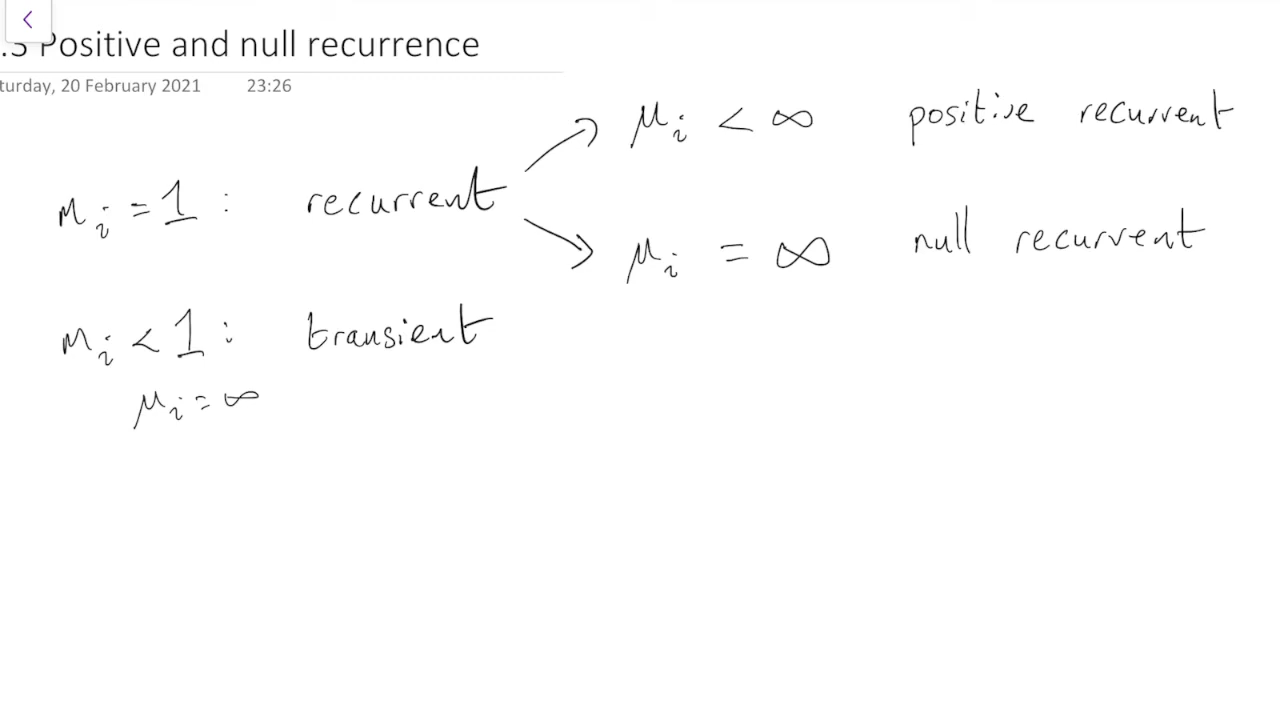 .3 Positive and null recurrence
turday, 20 February 2021 23:26
μi < ∞ positive recurrent
mi = 1 : recurrent
μi = ∞ null recurrent
mi < 1 : transient
μi = ∞